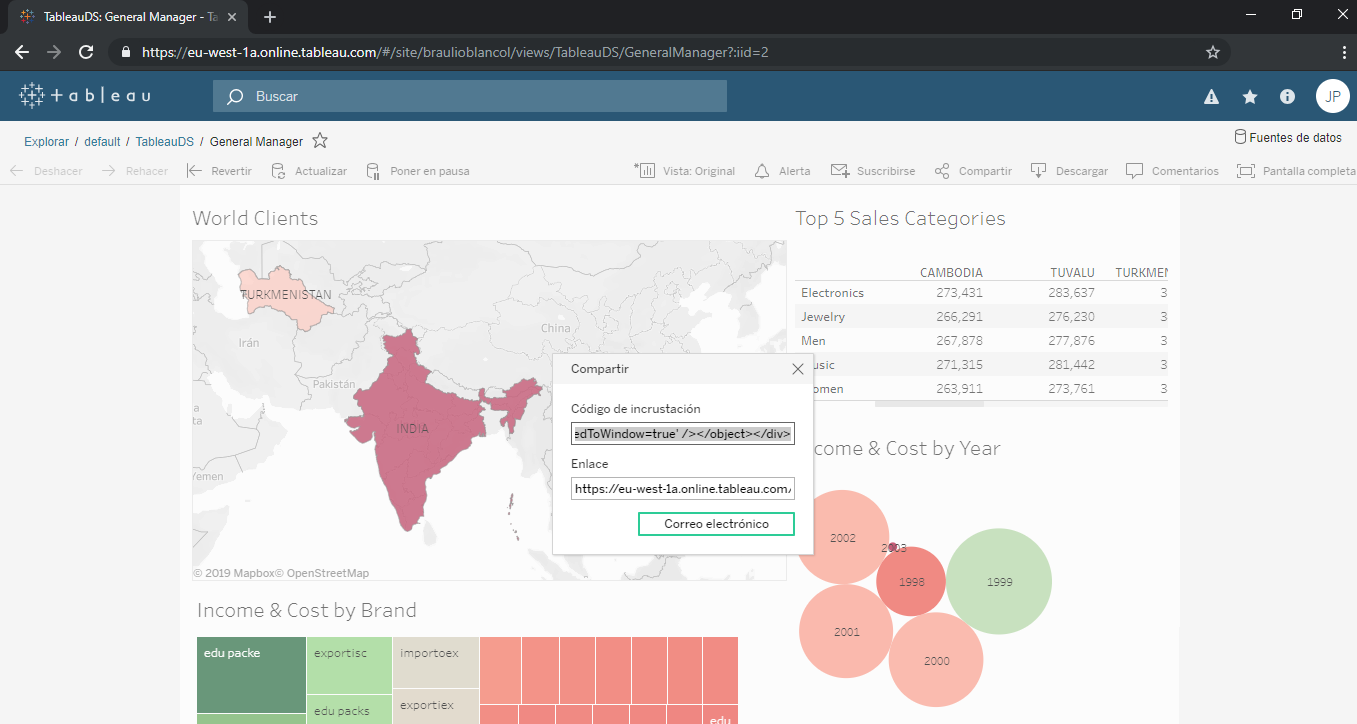 TableauDS: General Manager - Ta
https://eu-west-1a.online.tableau.com/#/site/braulioblancol/views/TableauDS/GeneralManager?:iid=2
tableau
Buscar
JP
Explorar / default / TableauDS / General Manager
Fuentes de datos
Deshacer Rehacer Revertir Actualizar Poner en pausa Vista: Original Alerta Suscribirse Compartir Descargar Comentarios Pantalla completa
World Clients
TURKMENISTAN
China
Irán
Pakistán
INDIA
Yemen
© 2019 Mapbox© OpenStreetMap
Top 5 Sales Categories
CAMBODIA TUVALU TURKMEN
Electronics 273,431 283,637 3
Jewelry 266,291 276,230 3
Men 267,878 277,876 3
usic 271,315 281,442 3
omen 263,911 273,761 3
Compartir
Código de incrustación
edToWindow=true' /></object></div>
Enlace
https://eu-west-1a.online.tableau.com/
Correo electrónico
come & Cost by Year
2002
2003
1998
1999
2001
2000
Income & Cost by Brand
edu packe
exportisc
importoex
edu packs
exportiex
edu